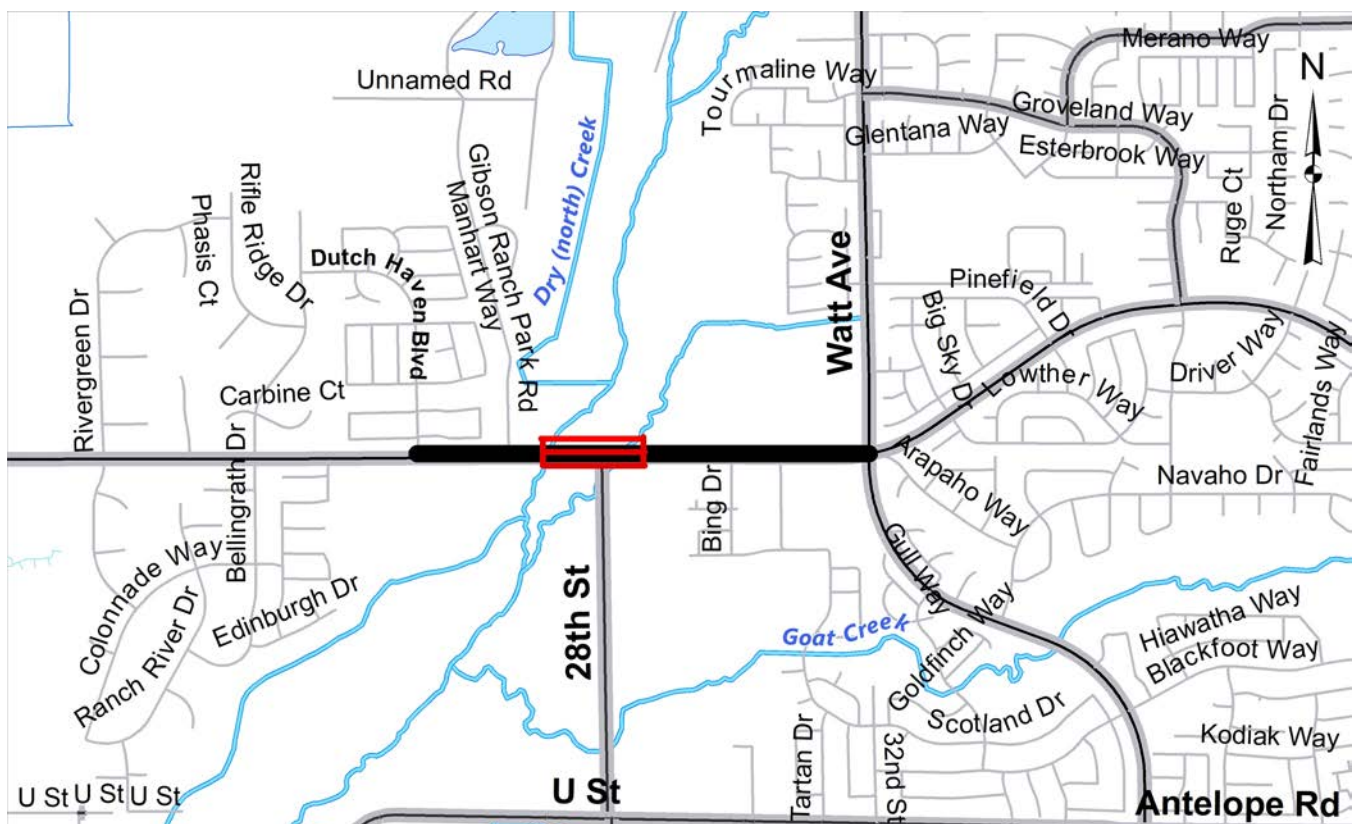 Merano Way
Unnamed Rd
Tourmaline Way
N
Groveland Way
Glentana Way
Esterbrook Way
Northam Dr
Ruge Ct
Dry (north) Creek
Gibson Ranch Park Rd
Manhart Way
Rifle Ridge Dr
Phasis Ct
Dutch Haven Blvd
Watt Ave
Pinefield Dr
Big Sky Dr
Lowther Way
Driver Way
Fairlands Way
Rivergreen Dr
Carbine Ct
Bellingrath Dr
Arapaho Way
Navaho Dr
Bing Dr
Colonnade Way
Ranch River Dr
Edinburgh Dr
28th St
Gull Way
Goat Creek
Goldfinch Way
Hiawatha Way
Blackfoot Way
Scotland Dr
Kodiak Way
Tartan Dr
32nd St
U St
U St
U St
U St
Antelope Rd